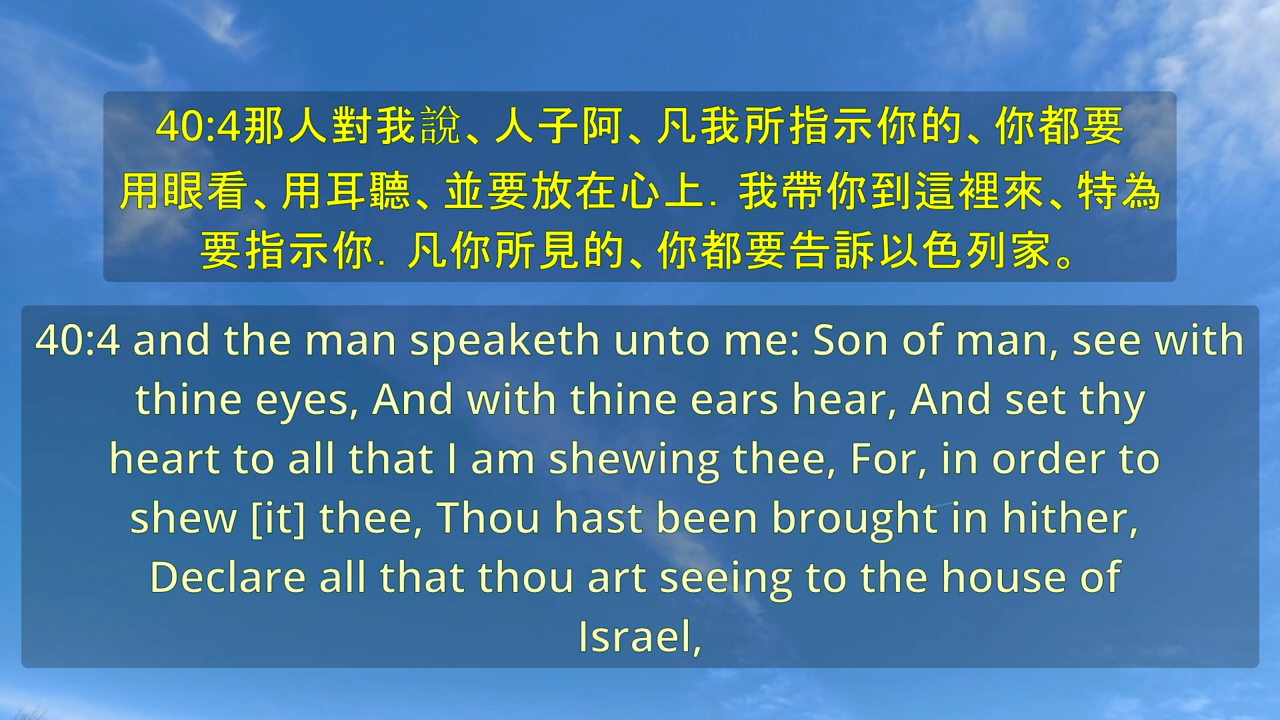 40:4那人對我說、人子阿、凡我所指示你的、你都要
用眼看、用耳聽、並要放在心上．我帶你到這裡來、特為
要指示你．凡你所見的、你都要告訴以色列家。
40:4 and the man speaketh unto me: Son of man, see with
thine eyes, And with thine ears hear, And set thy
heart to all that I am shewing thee, For, in order to
shew [it] thee, Thou hast been brought in hither,
Declare all that thou art seeing to the house of
Israel,